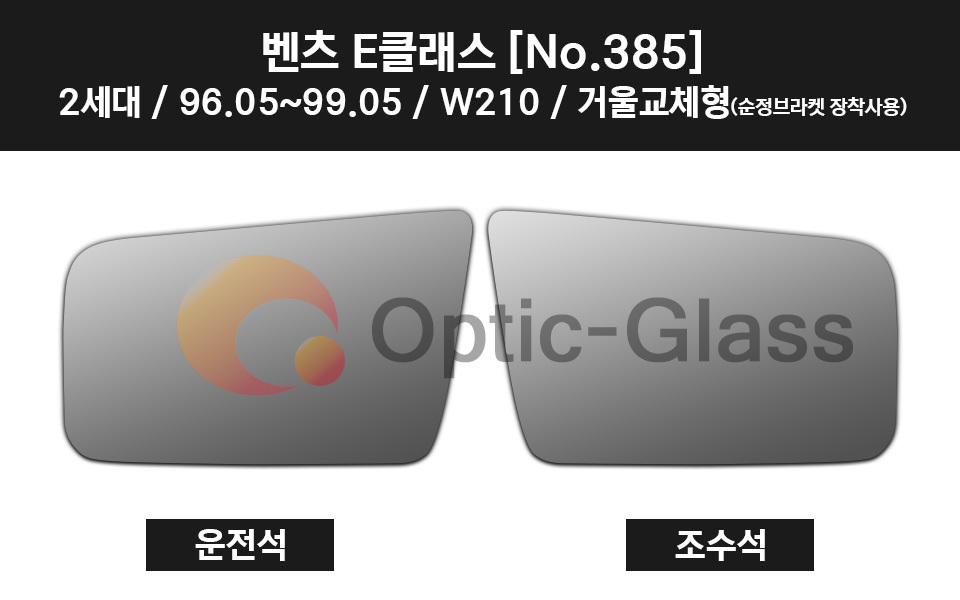 벤츠 E클래스 [No.385]
2세대 / 96.05~99.05 / W210 / 거울교체형(순정브라켓 장착사용)
Optic-Glass
운전석
조수석